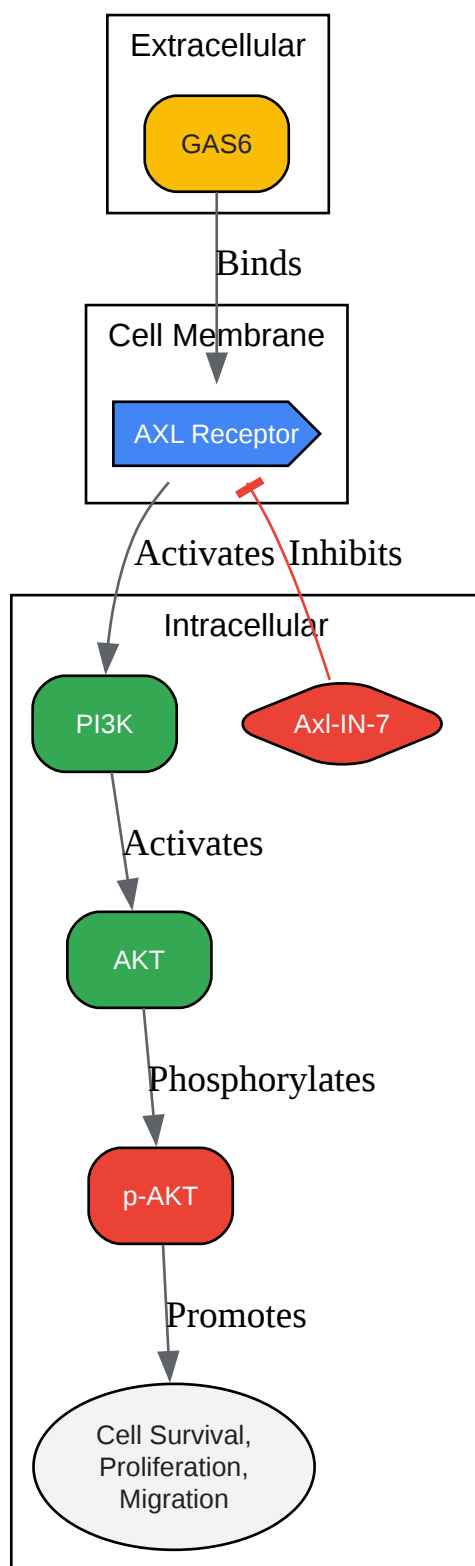 Extracellular
GAS6
Binds
Cell Membrane
AXL Receptor
Activates
Inhibits
Intracellular
PI3K
Axl-IN-7
Activates
AKT
Phosphorylates
p-AKT
Promotes
Cell Survival,
Proliferation,
Migration